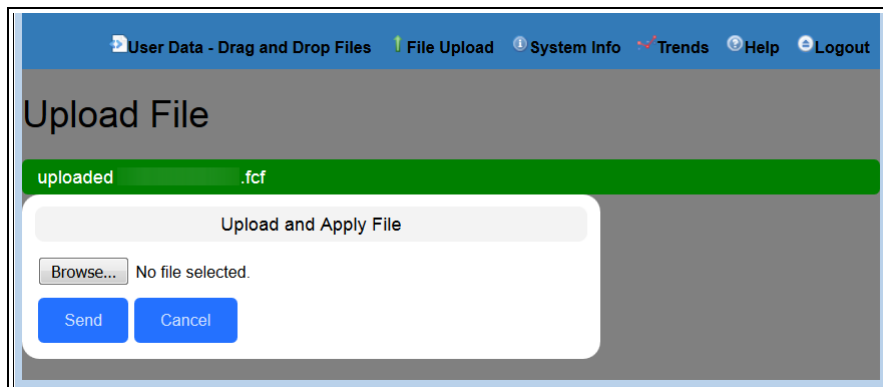 User Data - Drag and Drop Files File Upload System Info Trends Help Logout
Upload File
uploaded .fcf
Upload and Apply File
Browse... No file selected.
Send Cancel